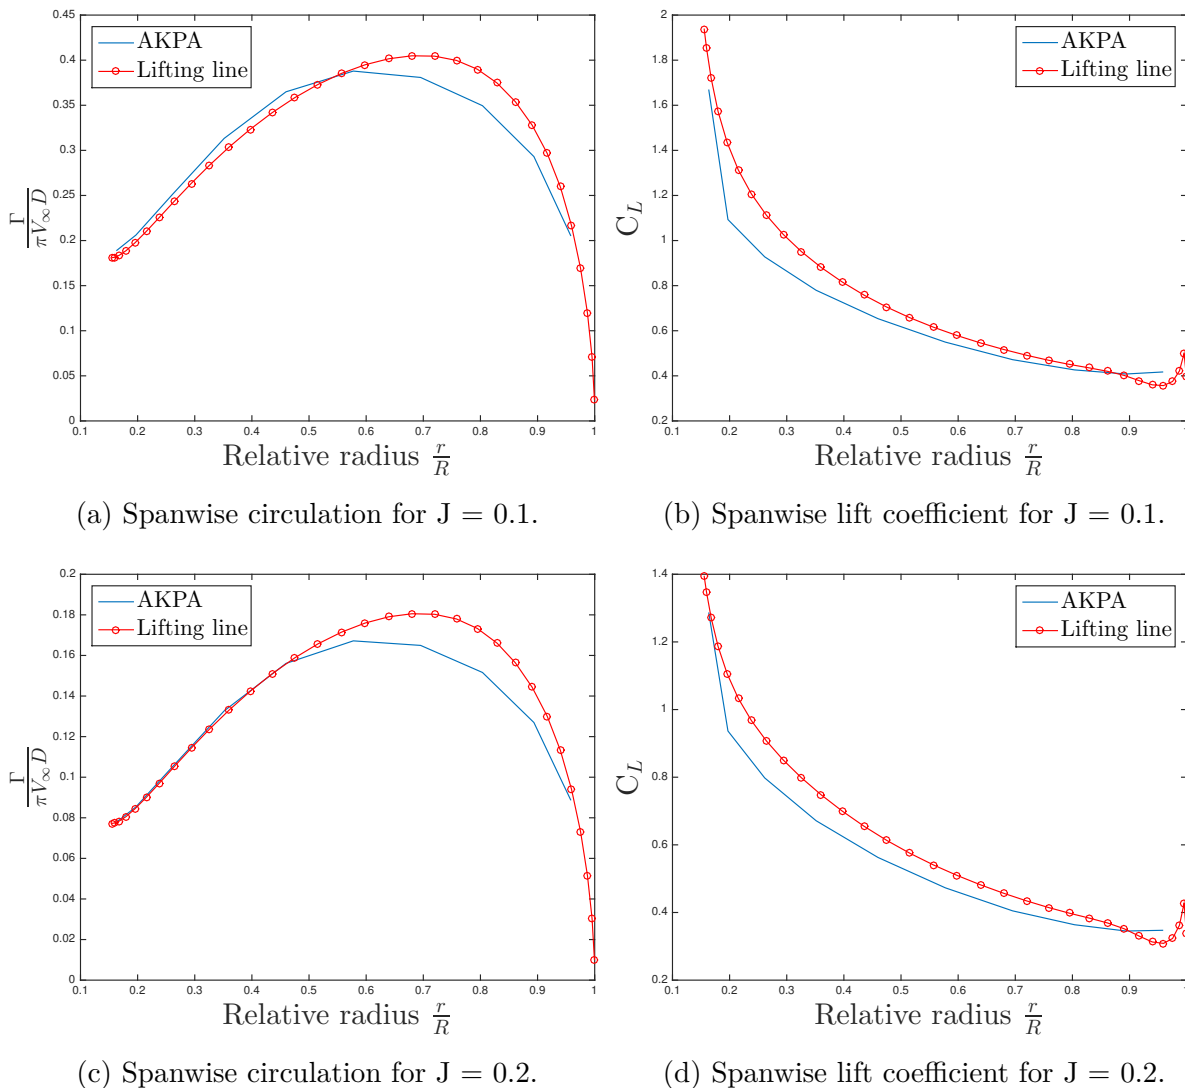 0.45
0.4
0.35
0.3
0.25
0.2
0.15
0.1
0.05
0
Γ / πV∞D
AKPA
Lifting line
0.1 0.2 0.3 0.4 0.5 0.6 0.7 0.8 0.9 1
Relative radius r/R
(a) Spanwise circulation for J = 0.1.
2
1.8
1.6
1.4
1.2
1
0.8
0.6
0.4
0.2
C_L
AKPA
Lifting line
0.1 0.2 0.3 0.4 0.5 0.6 0.7 0.8 0.9 1
Relative radius r/R
(b) Spanwise lift coefficient for J = 0.1.
0.2
0.18
0.16
0.14
0.12
0.1
0.08
0.06
0.04
0.02
0
Γ / πV∞D
AKPA
Lifting line
0.1 0.2 0.3 0.4 0.5 0.6 0.7 0.8 0.9 1
Relative radius r/R
(c) Spanwise circulation for J = 0.2.
1.4
1.2
1
0.8
0.6
0.4
0.2
C_L
AKPA
Lifting line
0.1 0.2 0.3 0.4 0.5 0.6 0.7 0.8 0.9 1
Relative radius r/R
(d) Spanwise lift coefficient for J = 0.2.